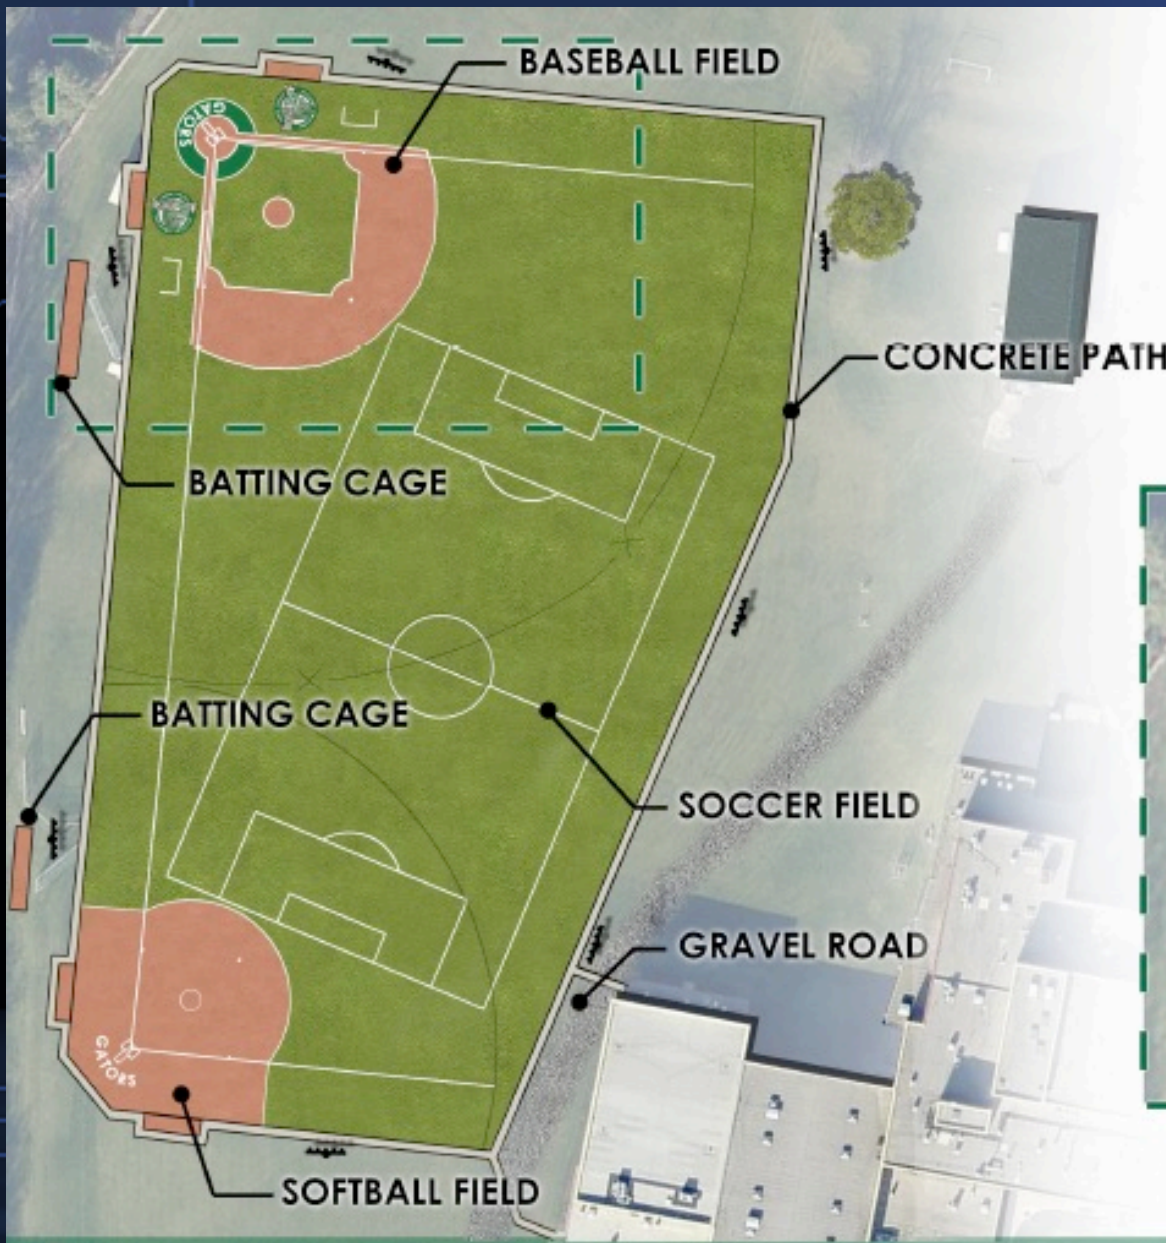 BASEBALL FIELD
GATORS
CONCRETE PATH
BATTING CAGE
BATTING CAGE
SOCCER FIELD
GRAVEL ROAD
GATORS
SOFTBALL FIELD